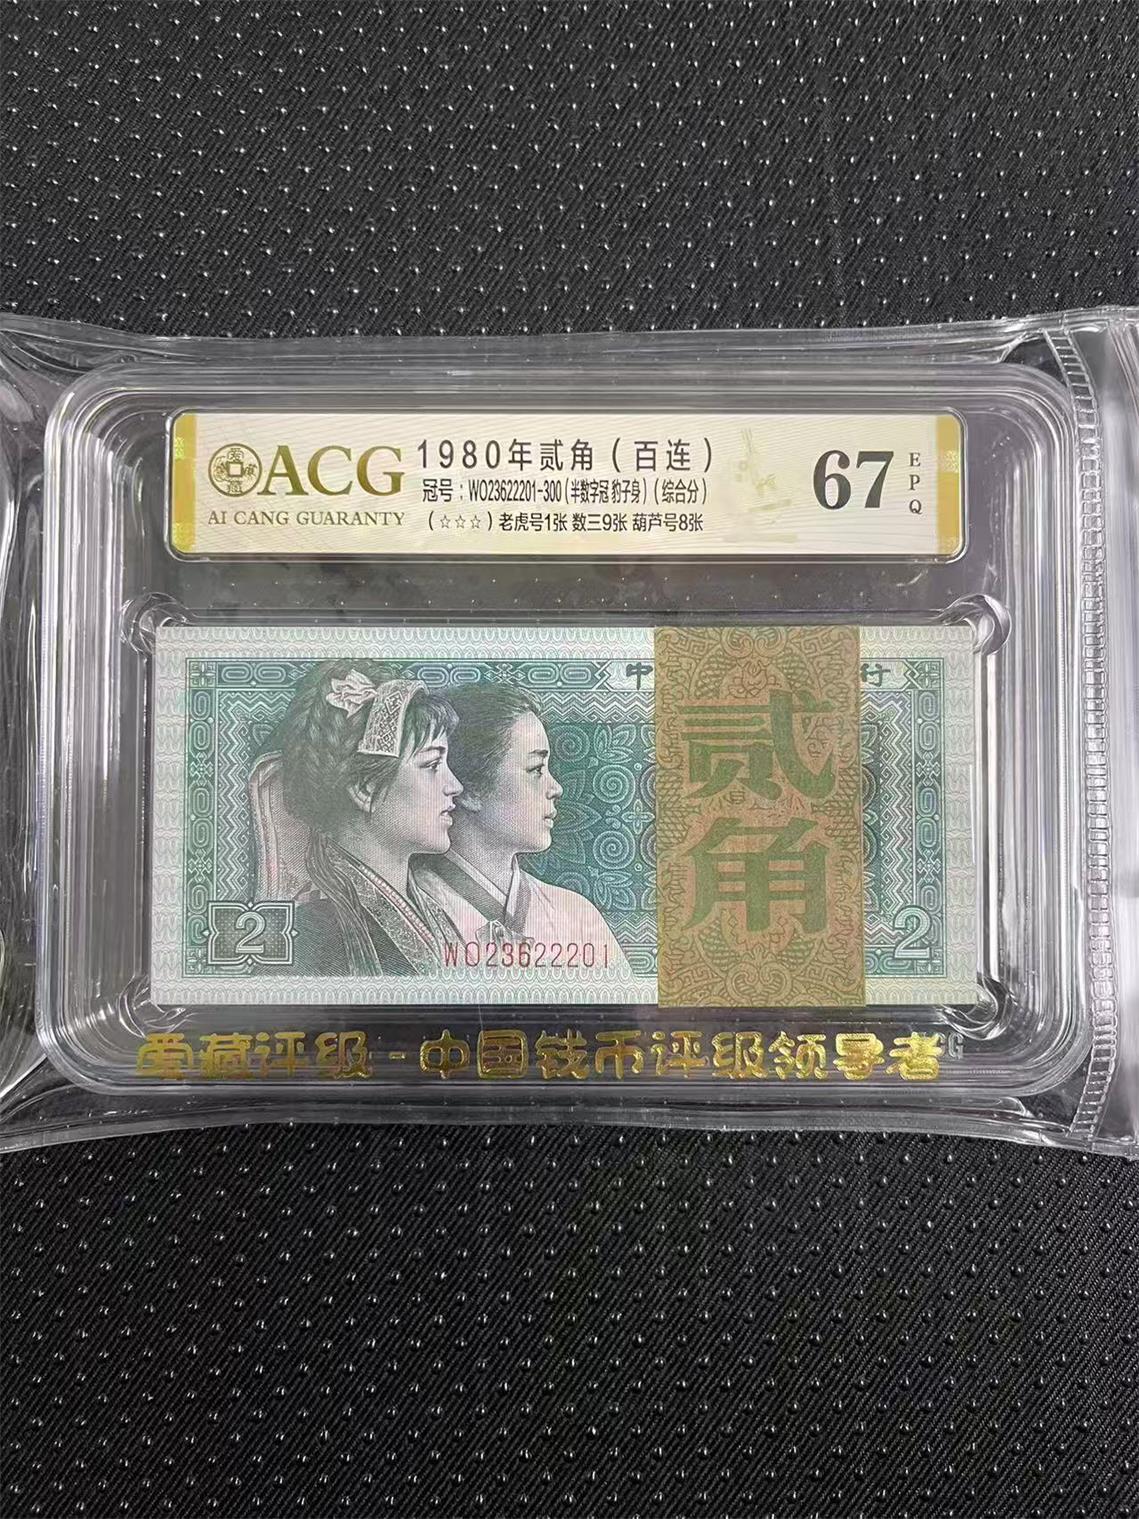 ACG
AI CANG GUARANTY
1980年贰角（百连）
冠号：WO23622201-300（半数字冠 豹子身）（综合分）
（☆☆☆）老虎号1张 数三9张 葫芦号8张
67
EPQ
中
行
贰角
2
WO23622201
2
爱藏评级-中国钱币评级领导者